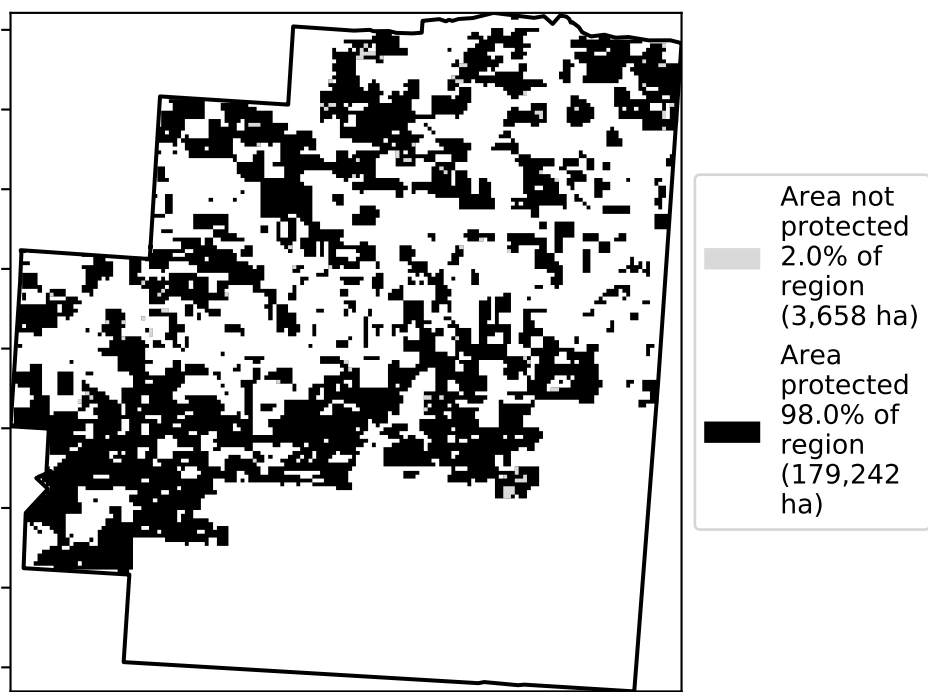 Area not
protected
2.0% of
region
(3,658 ha)
Area
protected
98.0% of
region
(179,242
ha)